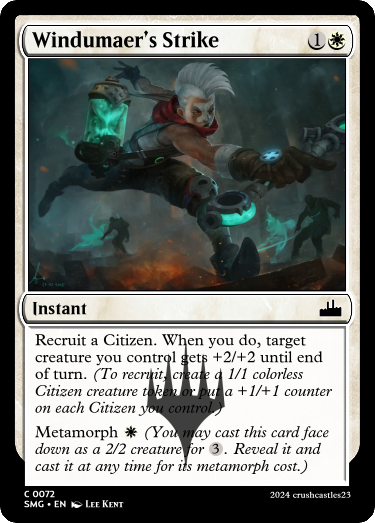 Windumaer's Strike 1
Instant
Recruit a Citizen. When you do, target
creature you control gets +2/+2 until end
of turn. (To recruit, create a 1/1 colorless
Citizen creature token or put a +1/+1 counter
on each Citizen you control.)
Metamorph (You may cast this card face
down as a 2/2 creature for 3. Reveal it and
cast it at any time for its metamorph cost.)
C 0072
SMG • EN Lee Kent
2024 crushcastles23